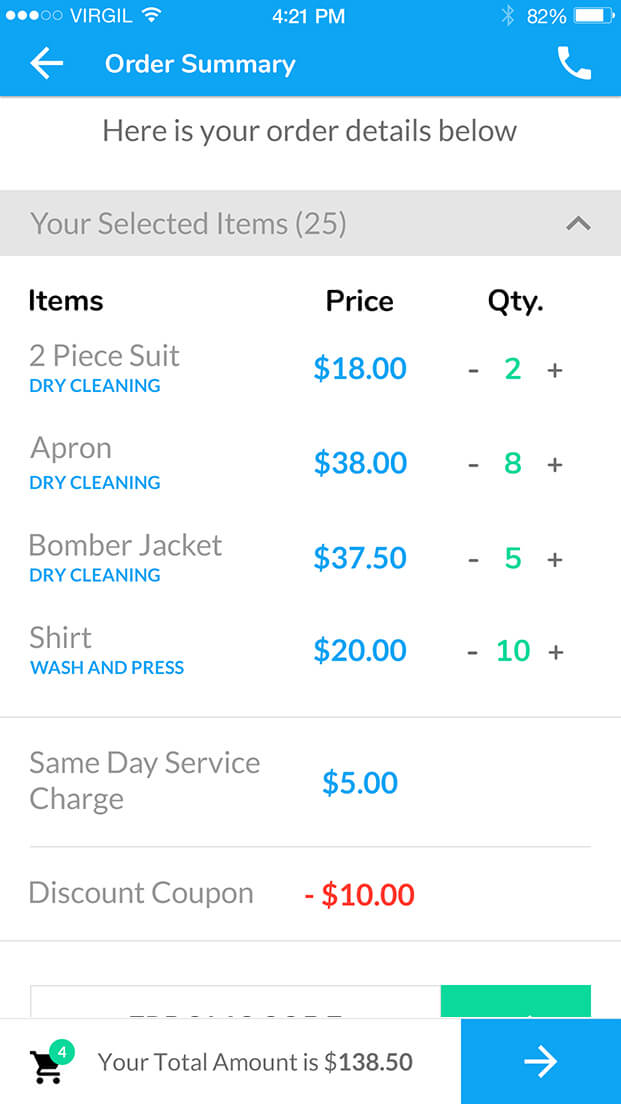 VIRGIL 4:21 PM 82%
Order Summary
Here is your order details below
Your Selected Items (25)
Items Price Qty.
2 Piece Suit
DRY CLEANING
$18.00 - 2 +
Apron
DRY CLEANING
$38.00 - 8 +
Bomber Jacket
DRY CLEANING
$37.50 - 5 +
Shirt
WASH AND PRESS
$20.00 - 10 +
Same Day Service
Charge
$5.00
Discount Coupon - $10.00
4
Your Total Amount is $138.50